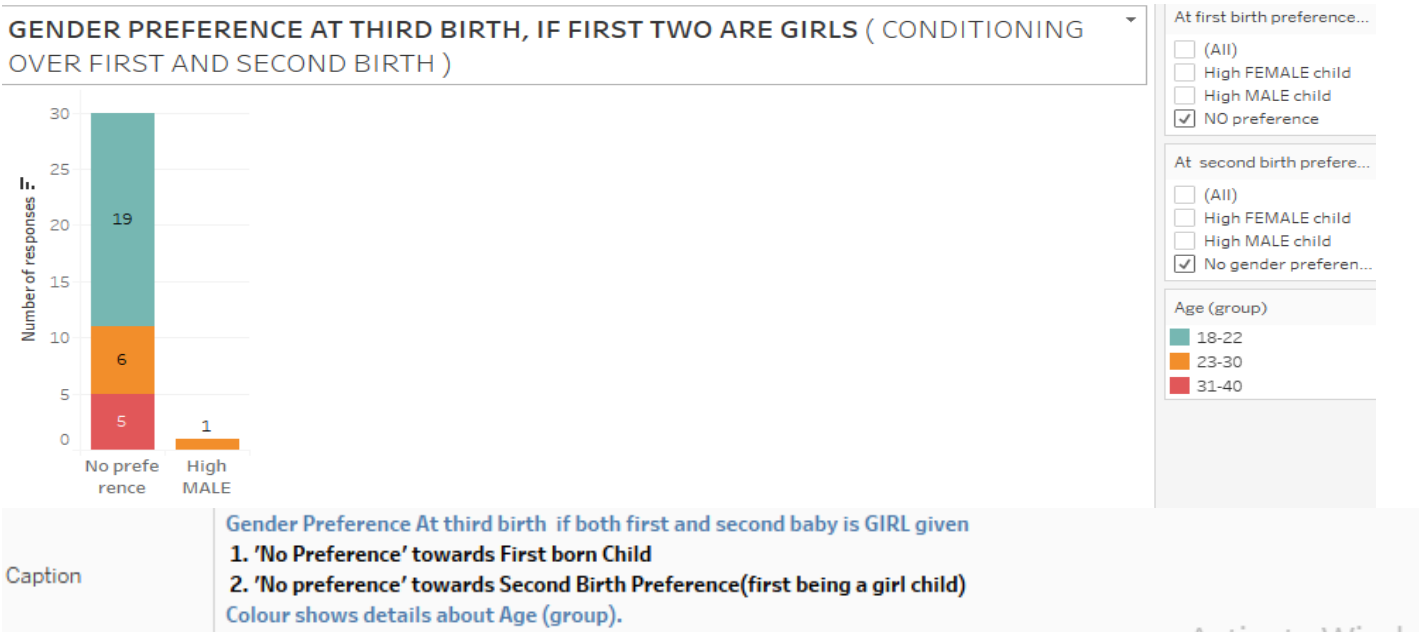 GENDER PREFERENCE AT THIRD BIRTH, IF FIRST TWO ARE GIRLS ( CONDITIONING
OVER FIRST AND SECOND BIRTH )
30
25
20
15
10
5
0
Number of responses
19
6
5
1
No prefe
rence
High
MALE
At first birth preference...
(All)
High FEMALE child
High MALE child
NO preference
At second birth prefere...
(All)
High FEMALE child
High MALE child
No gender preferen...
Age (group)
18-22
23-30
31-40
Caption
Gender Preference At third birth if both first and second baby is GIRL given
1. 'No Preference' towards First born Child
2. 'No preference' towards Second Birth Preference(first being a girl child)
Colour shows details about Age (group).